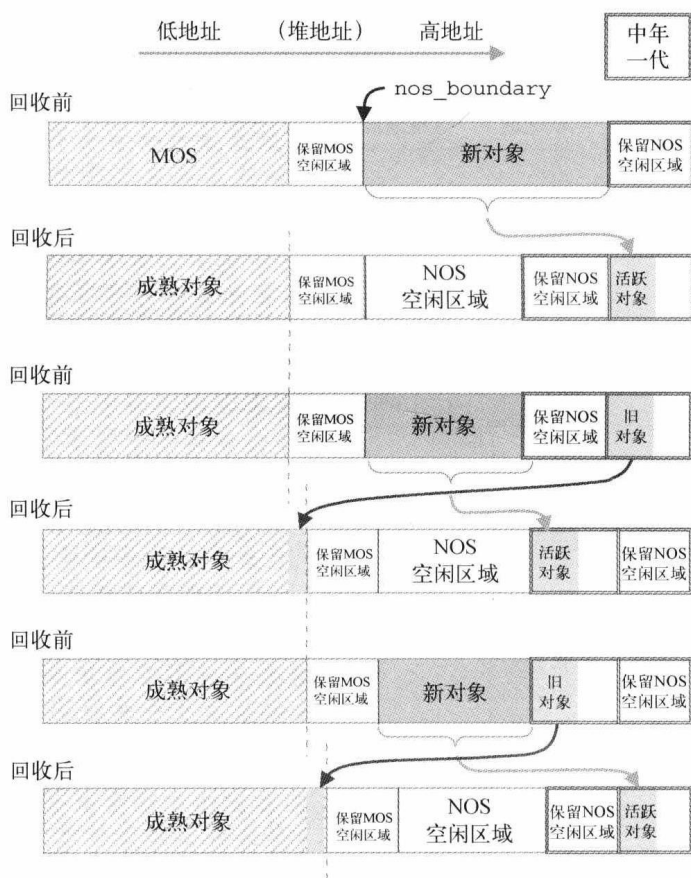 低地址 (堆地址) 高地址
中年
一代
回收前
nos_boundary
MOS
保留MOS
空闲区域
新对象
保留NOS
空闲区域
回收后
成熟对象
保留MOS
空闲区域
NOS
空闲区域
保留NOS
空闲区域
活跃
对象
回收前
成熟对象
保留MOS
空闲区域
新对象
保留NOS
空闲区域
旧
对象
回收后
成熟对象
保留MOS
空闲区域
NOS
空闲区域
活跃
对象
保留NOS
空闲区域
回收前
成熟对象
保留MOS
空闲区域
新对象
旧
对象
保留NOS
空闲区域
回收后
成熟对象
保留MOS
空闲区域
NOS
空闲区域
保留NOS
空闲区域
活跃
对象